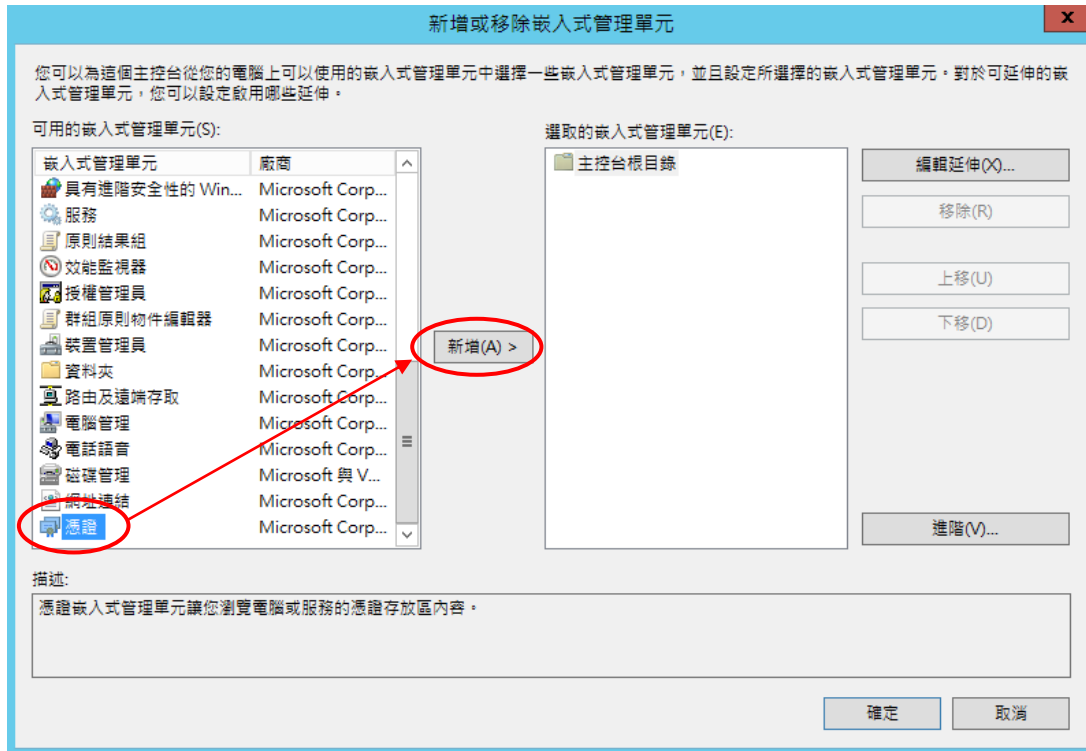 新增或移除嵌入式管理單元
x
您可以為這個主控台從您的電腦上可以使用的嵌入式管理單元中選擇一些嵌入式管理單元，並且設定所選擇的嵌入式管理單元。對於可延伸的嵌
入式管理單元，您可以設定啟用哪些延伸。
可用的嵌入式管理單元(S):
選取的嵌入式管理單元(E):
嵌入式管理單元 廠商
具有進階安全性的 Win... Microsoft Corp...
服務 Microsoft Corp...
原則結果組 Microsoft Corp...
效能監視器 Microsoft Corp...
授權管理員 Microsoft Corp...
群組原則物件編輯器 Microsoft Corp...
裝置管理員 Microsoft Corp...
資料夾 Microsoft Corp...
路由及遠端存取 Microsoft Corp...
電腦管理 Microsoft Corp...
電話語音 Microsoft Corp...
磁碟管理 Microsoft 與 V...
網址連結 Microsoft Corp...
憑證 Microsoft Corp...
新增(A) >
主控台根目錄
編輯延伸(X)...
移除(R)
上移(U)
下移(D)
進階(V)...
描述:
憑證嵌入式管理單元讓您瀏覽電腦或服務的憑證存放區內容。
確定
取消